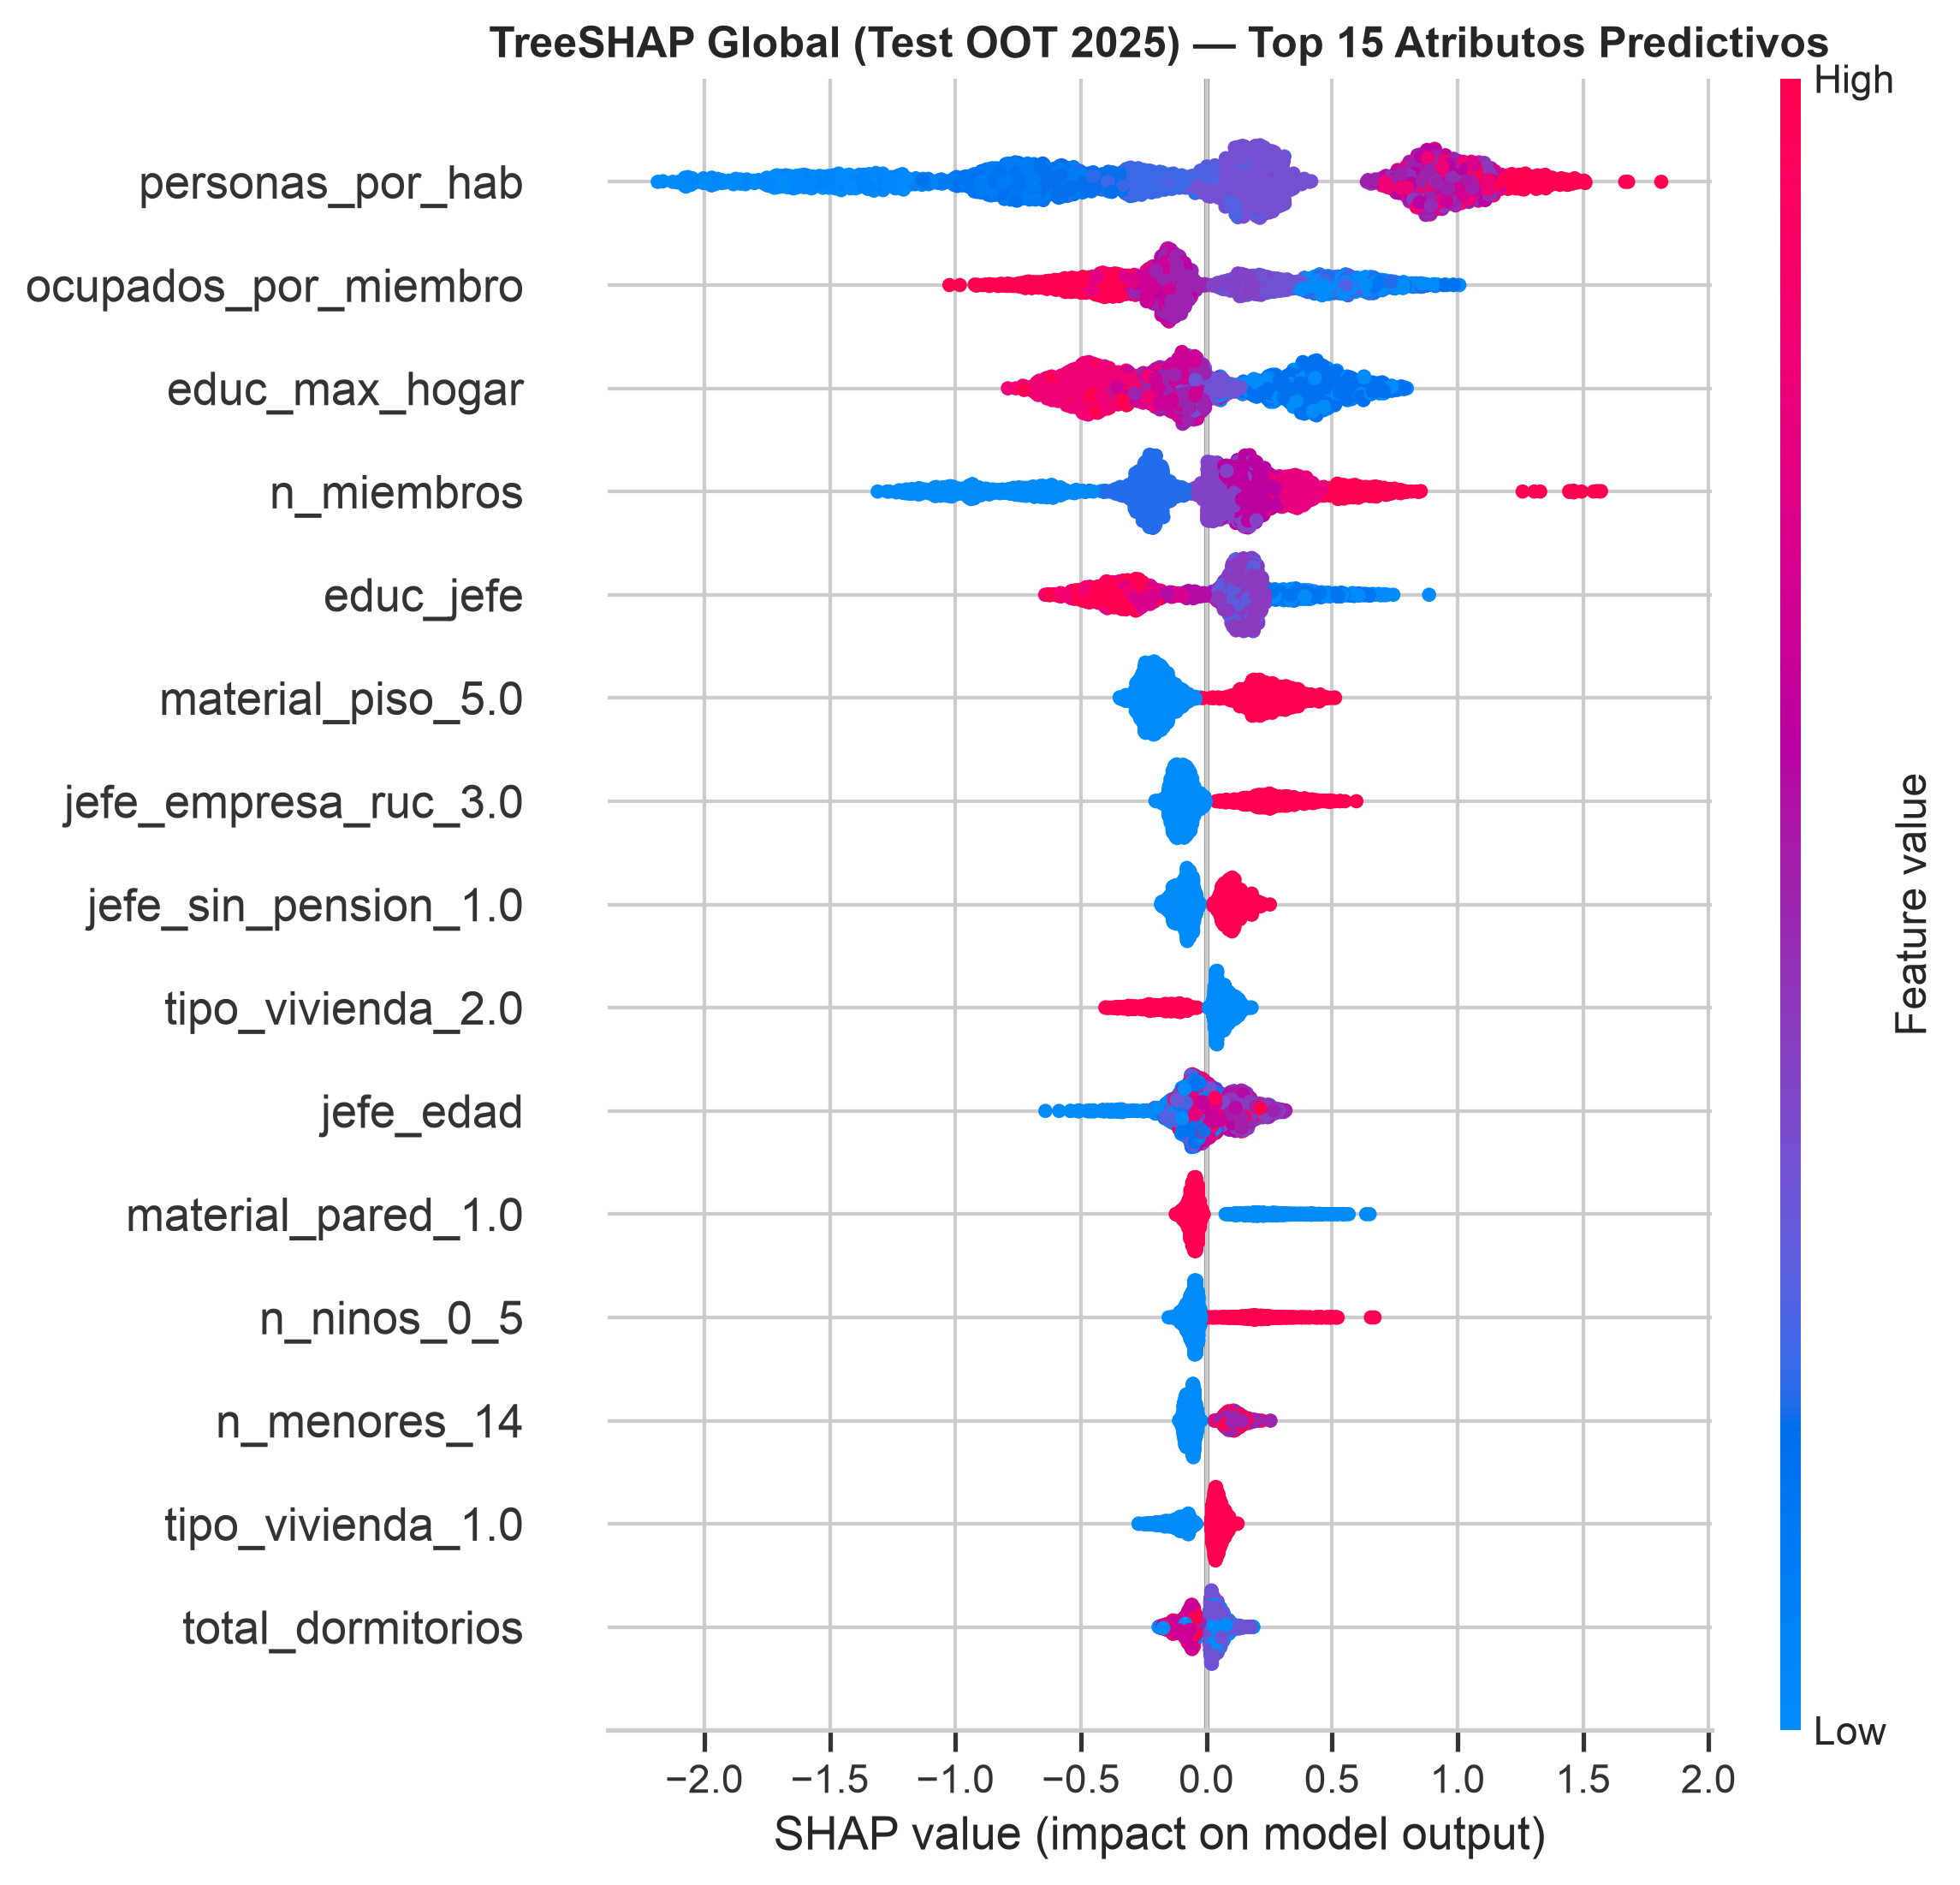 TreeSHAP Global (Test OOT 2025) — Top 15 Atributos Predictivos
High
personas_por_hab
ocupados_por_miembro
educ_max_hogar
n_miembros
educ_jefe
material_piso_5.0
jefe_empresa_ruc_3.0
jefe_sin_pension_1.0
tipo_vivienda_2.0
jefe_edad
material_pared_1.0
n_ninos_0_5
n_menores_14
tipo_vivienda_1.0
total_dormitorios
Feature value
Low
−2.0 −1.5 −1.0 −0.5 0.0 0.5 1.0 1.5 2.0
SHAP value (impact on model output)